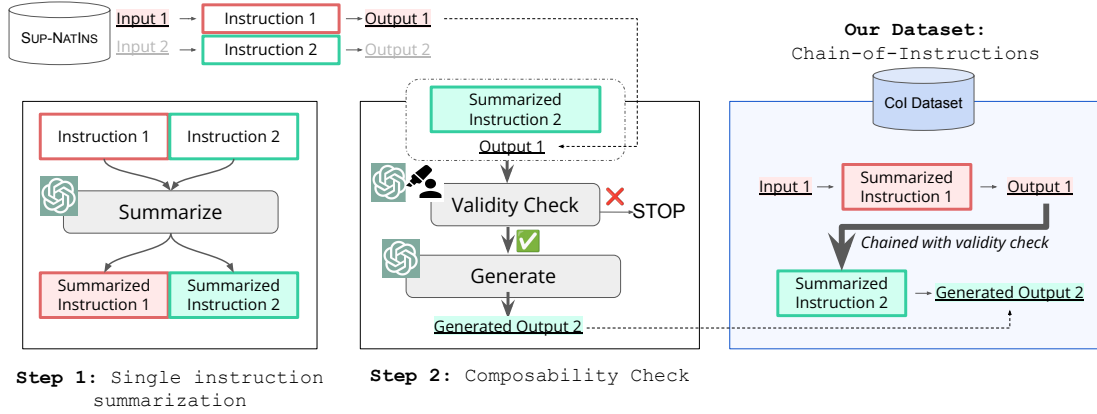 SUP-NATINS
Input 1
Instruction 1
Output 1
Input 2
Instruction 2
Output 2
Instruction 1
Instruction 2
Summarize
Summarized
Instruction 1
Summarized
Instruction 2
Step 1: Single instruction
summarization
Summarized
Instruction 2
Output 1
Validity Check
STOP
Generate
Generated Output 2
Step 2: Composability Check
Our Dataset:
Chain-of-Instructions
CoI Dataset
Input 1
Summarized
Instruction 1
Output 1
Chained with validity check
Summarized
Instruction 2
Generated Output 2